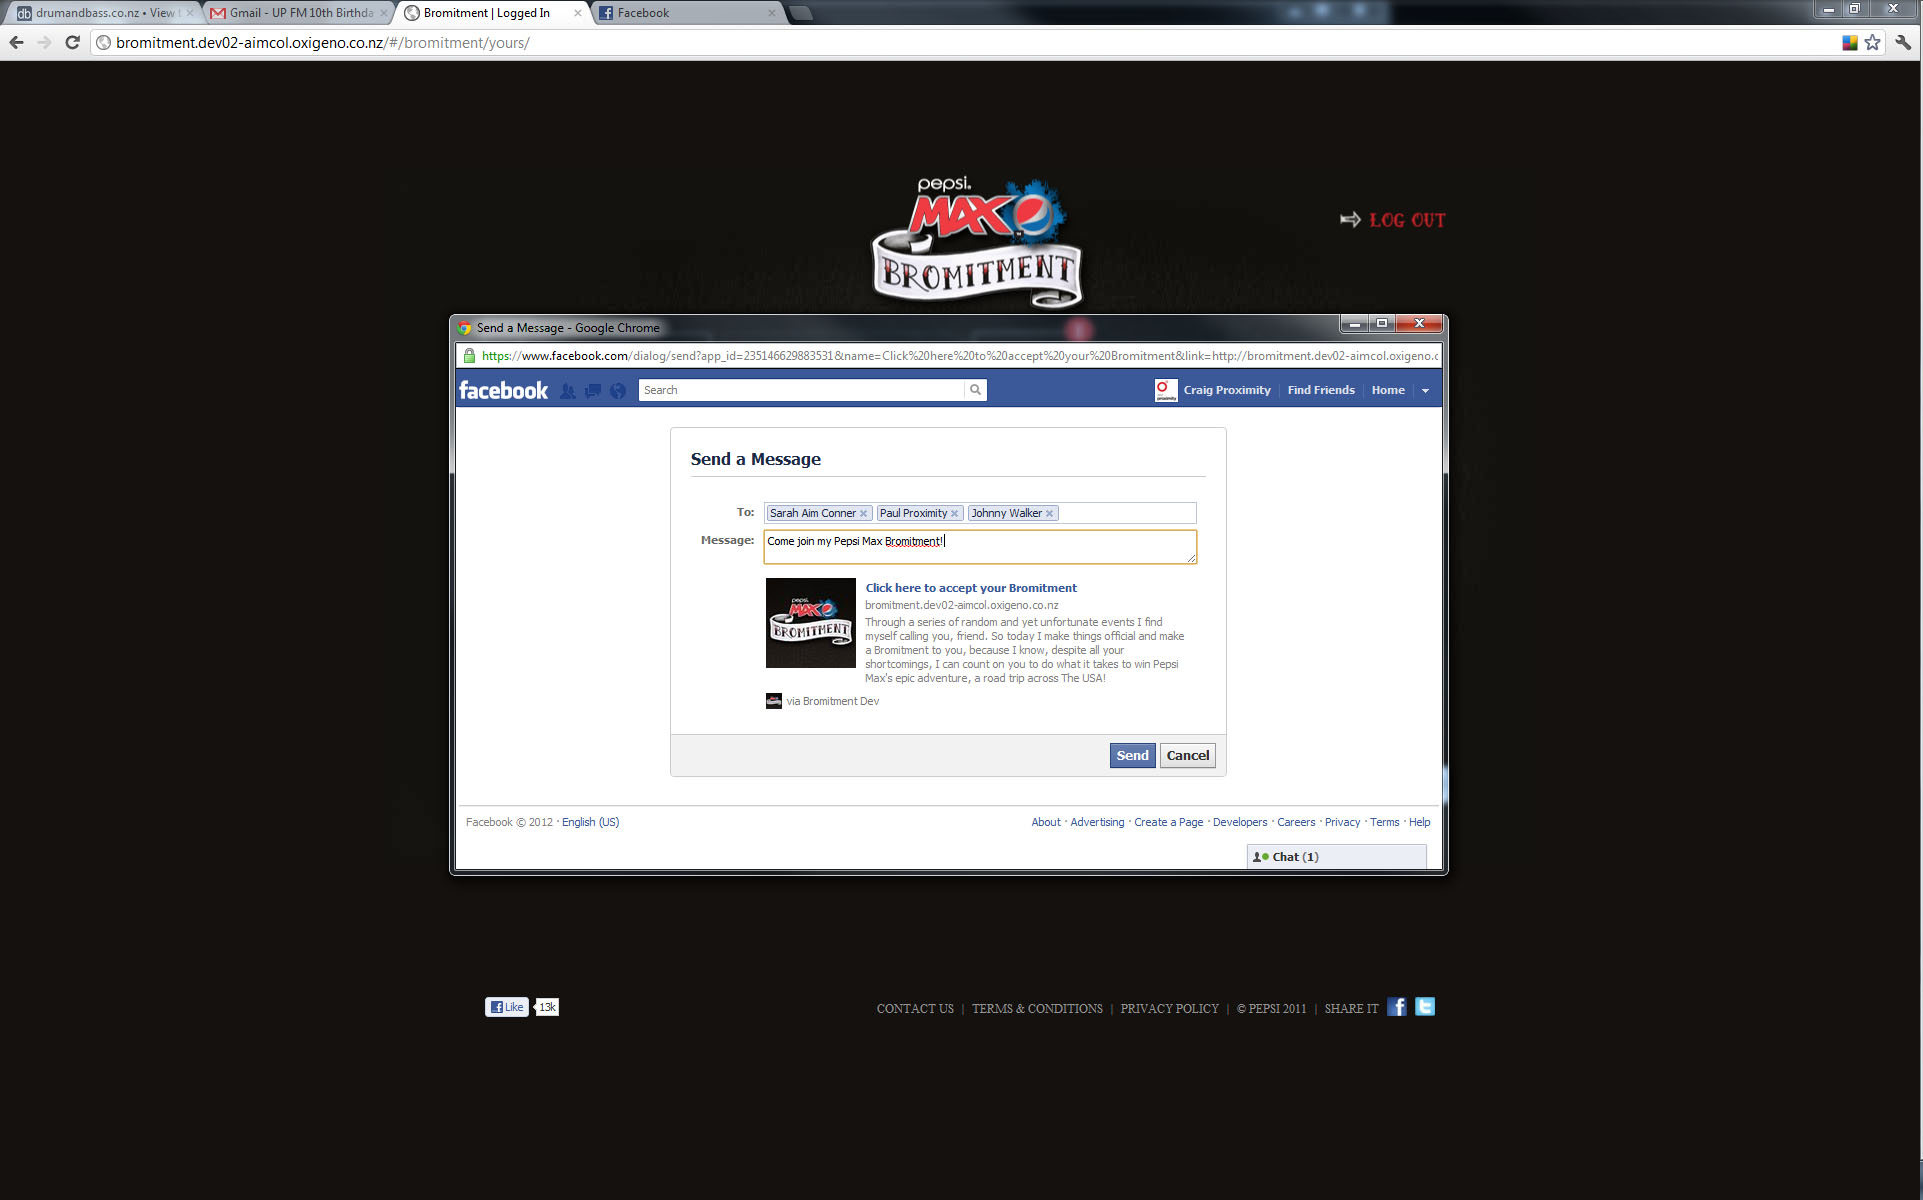 drumandbass.co.nz • View
Gmail - UP FM 10th Birthda
Bromitment | Logged In
Facebook
bromitment.dev02-aimcol.oxigeno.co.nz/#/bromitment/yours/
pepsi.
MAX
BROMITMENT
LOG OUT
Send a Message - Google Chrome
https://www.facebook.com/dialog/send?app_id=235146629883531&name=Click%20here%20to%20accept%20your%20Bromitment&link=http://bromitment.dev02-aimcol.oxigeno.c
facebook
Search
Craig Proximity
Find Friends
Home
Send a Message
To: Sarah Aim Conner Paul Proximity Johnny Walker
Message: Come join my Pepsi Max Bromitment!
pepsi.
MAX
BROMITMENT
Click here to accept your Bromitment
bromitment.dev02-aimcol.oxigeno.co.nz
Through a series of random and yet unfortunate events I find
myself calling you, friend. So today I make things official and make
a Bromitment to you, because I know, despite all your
shortcomings, I can count on you to do what it takes to win Pepsi
Max's epic adventure, a road trip across The USA!
via Bromitment Dev
Send Cancel
Facebook © 2012 · English (US)
About · Advertising · Create a Page · Developers · Careers · Privacy · Terms · Help
Chat (1)
Like 13k
CONTACT US | TERMS & CONDITIONS | PRIVACY POLICY | © PEPSI 2011 | SHARE IT